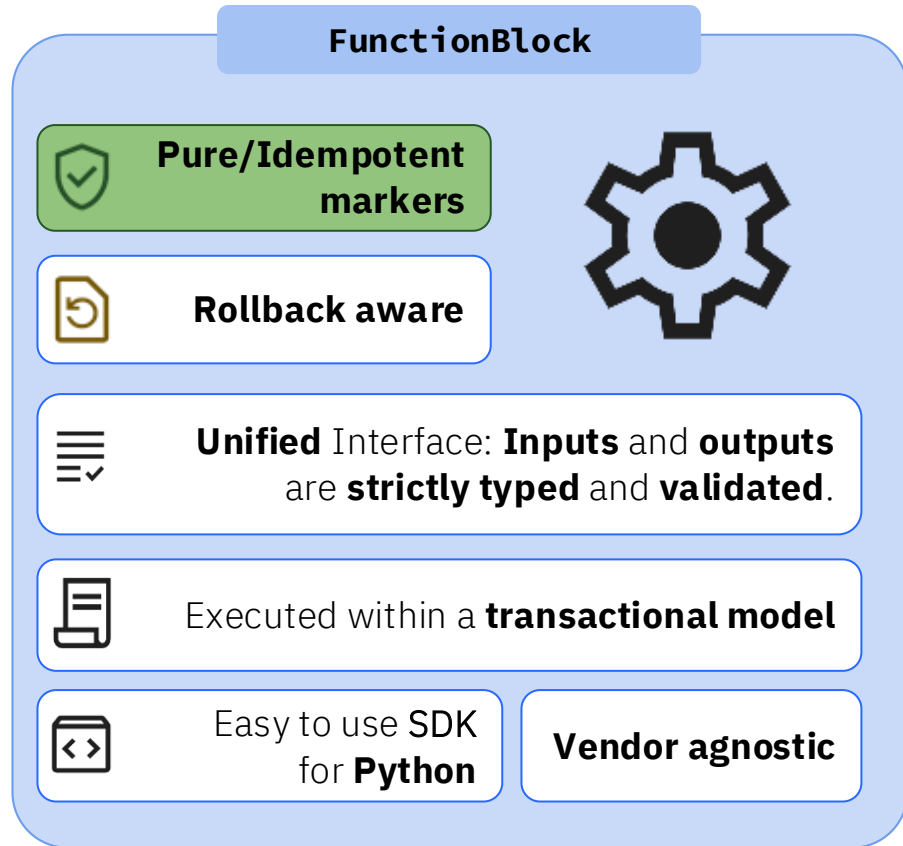 FunctionBlock
Pure/Idempotent
markers
Rollback aware
Unified Interface: Inputs and outputs
are strictly typed and validated.
Executed within a transactional model
Easy to use SDK
for Python
Vendor agnostic